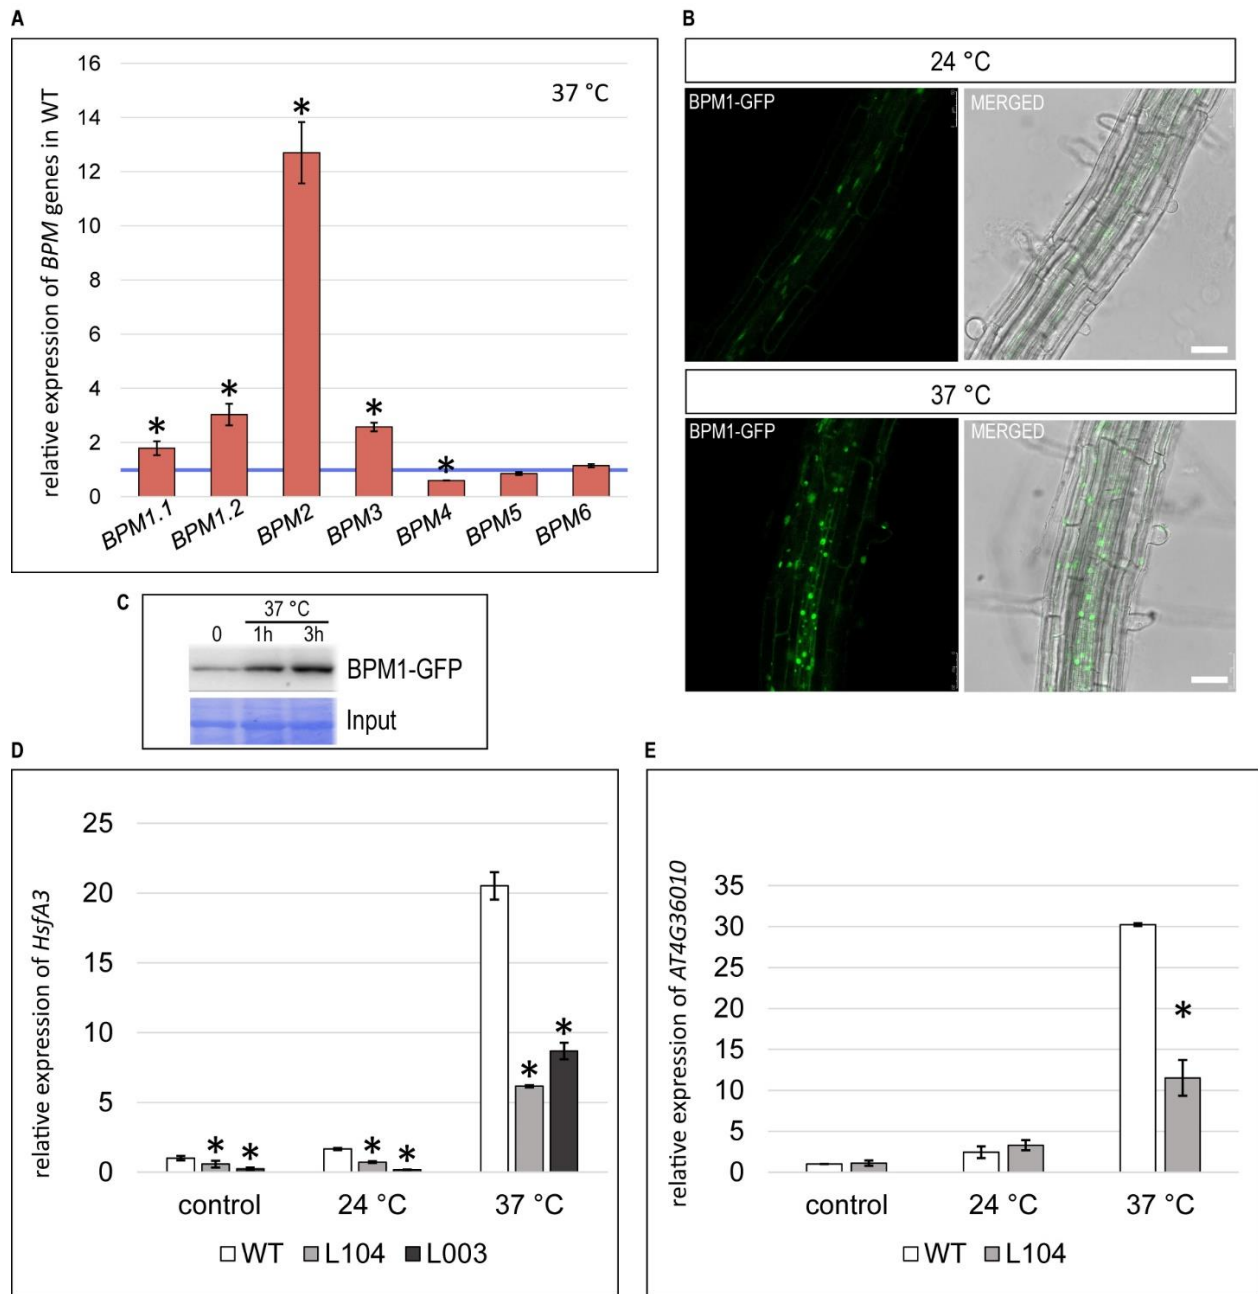 A
relative expression of BPM genes in WT
16
14
12
10
8
6
4
2
0
37 °C
*
*
*
*
*
BPM1.1
BPM1.2
BPM2
BPM3
BPM4
BPM5
BPM6
B
24 °C
BPM1-GFP
MERGED
37 °C
BPM1-GFP
MERGED
C
37 °C
0 1h 3h
BPM1-GFP
Input
D
relative expression of HsfA3
25
20
15
10
5
0
* *
* *
* *
control 24 °C 37 °C
WT L104 L003
E
relative expression of AT4G36010
35
30
25
20
15
10
5
0
*
control 24 °C 37 °C
WT L104